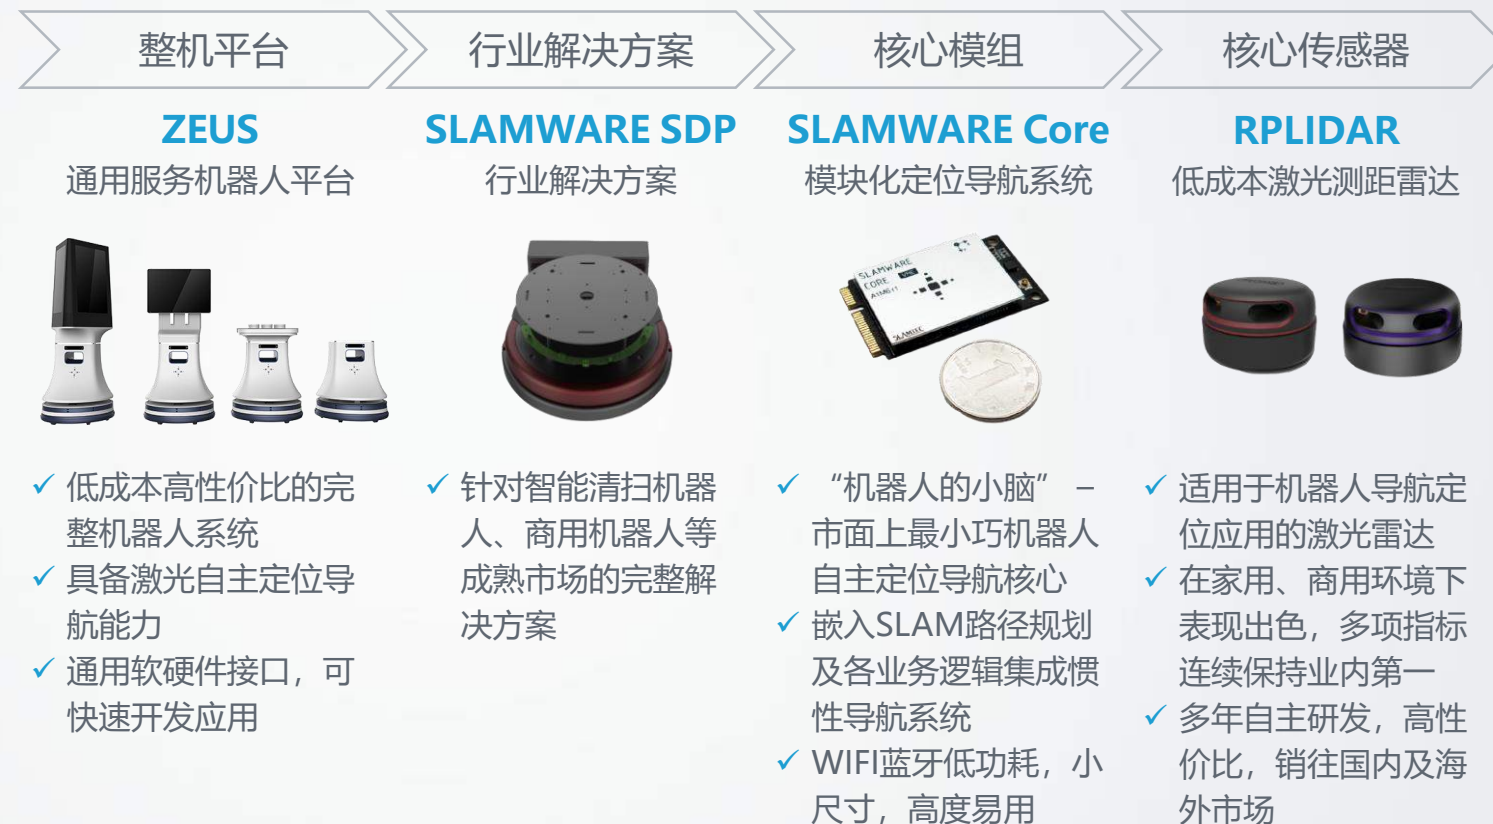 整机平台
行业解决方案
核心模组
核心传感器
ZEUS
通用服务机器人平台
SLAMWARE SDP
行业解决方案
SLAMWARE Core
模块化定位导航系统
RPLIDAR
低成本激光测距雷达
SLAMWARE
CORE
SLAMTEC
低成本高性价比的完
整机器人系统
具备激光自主定位导
航能力
通用软硬件接口，可
快速开发应用
针对智能清扫机器
人、商用机器人等
成熟市场的完整解
决方案
“机器人的小脑” –
市面上最小巧机器人
自主定位导航核心
嵌入SLAM路径规划
及各业务逻辑集成惯
性导航系统
WIFI蓝牙低功耗，小
尺寸，高度易用
适用于机器人导航定
位应用的激光雷达
在家用、商用环境下
表现出色，多项指标
连续保持业内第一
多年自主研发，高性
价比，销往国内及海
外市场